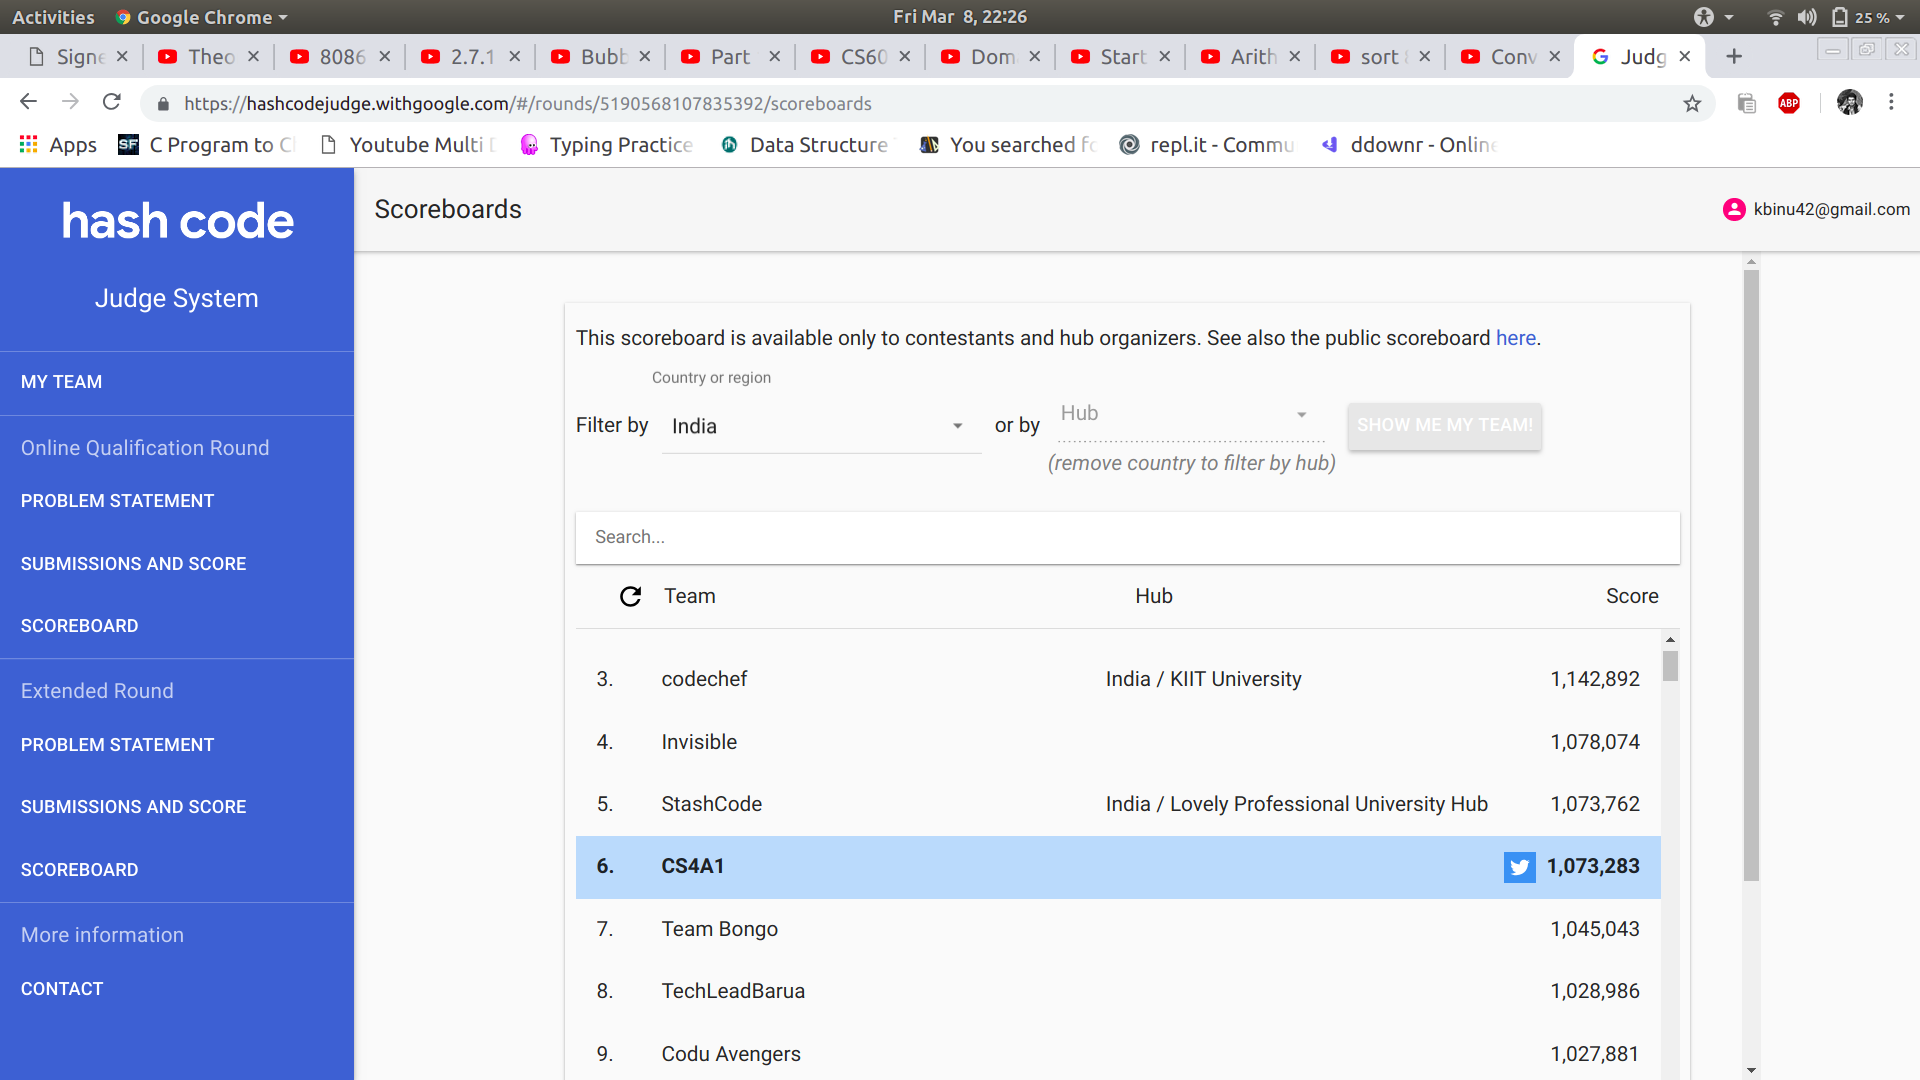 Activities Google Chrome Fri Mar 8, 22:26 25 %
Signe Theo 8086 2.7.1 Bubb Part CS60 Dom Start Arith sort Conv Judg
https://hashcodejudge.withgoogle.com/#/rounds/5190568107835392/scoreboards ABP
Apps SF C Program to C Youtube Multi Typing Practice Data Structure You searched fo repl.it - Commu ddownr - Online
hash code
Judge System
MY TEAM
Online Qualification Round
PROBLEM STATEMENT
SUBMISSIONS AND SCORE
SCOREBOARD
Extended Round
PROBLEM STATEMENT
SUBMISSIONS AND SCORE
SCOREBOARD
More information
CONTACT
Scoreboards kbinu42@gmail.com
This scoreboard is available only to contestants and hub organizers. See also the public scoreboard here.
Country or region
Filter by India or by Hub SHOW ME MY TEAM!
(remove country to filter by hub)
Search...
Team Hub Score
3. codechef India / KIIT University 1,142,892
4. Invisible 1,078,074
5. StashCode India / Lovely Professional University Hub 1,073,762
6. CS4A1 1,073,283
7. Team Bongo 1,045,043
8. TechLeadBarua 1,028,986
9. Codu Avengers 1,027,881